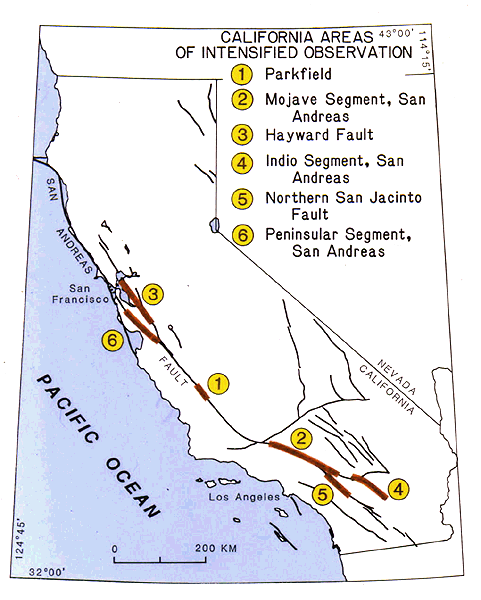 CALIFORNIA AREAS
OF INTENSIFIED OBSERVATION
43°00'
114°15'
1 Parkfield
2 Mojave Segment, San
Andreas
3 Hayward Fault
4 Indio Segment, San
Andreas
5 Northern San Jacinto
Fault
6 Peninsular Segment,
San Andreas
SAN
ANDREAS
FAULT
San
Francisco
3
6
1
NEVADA
CALIFORNIA
PACIFIC OCEAN
2
Los Angeles
5
4
124°45'
0 200 KM
32°00'